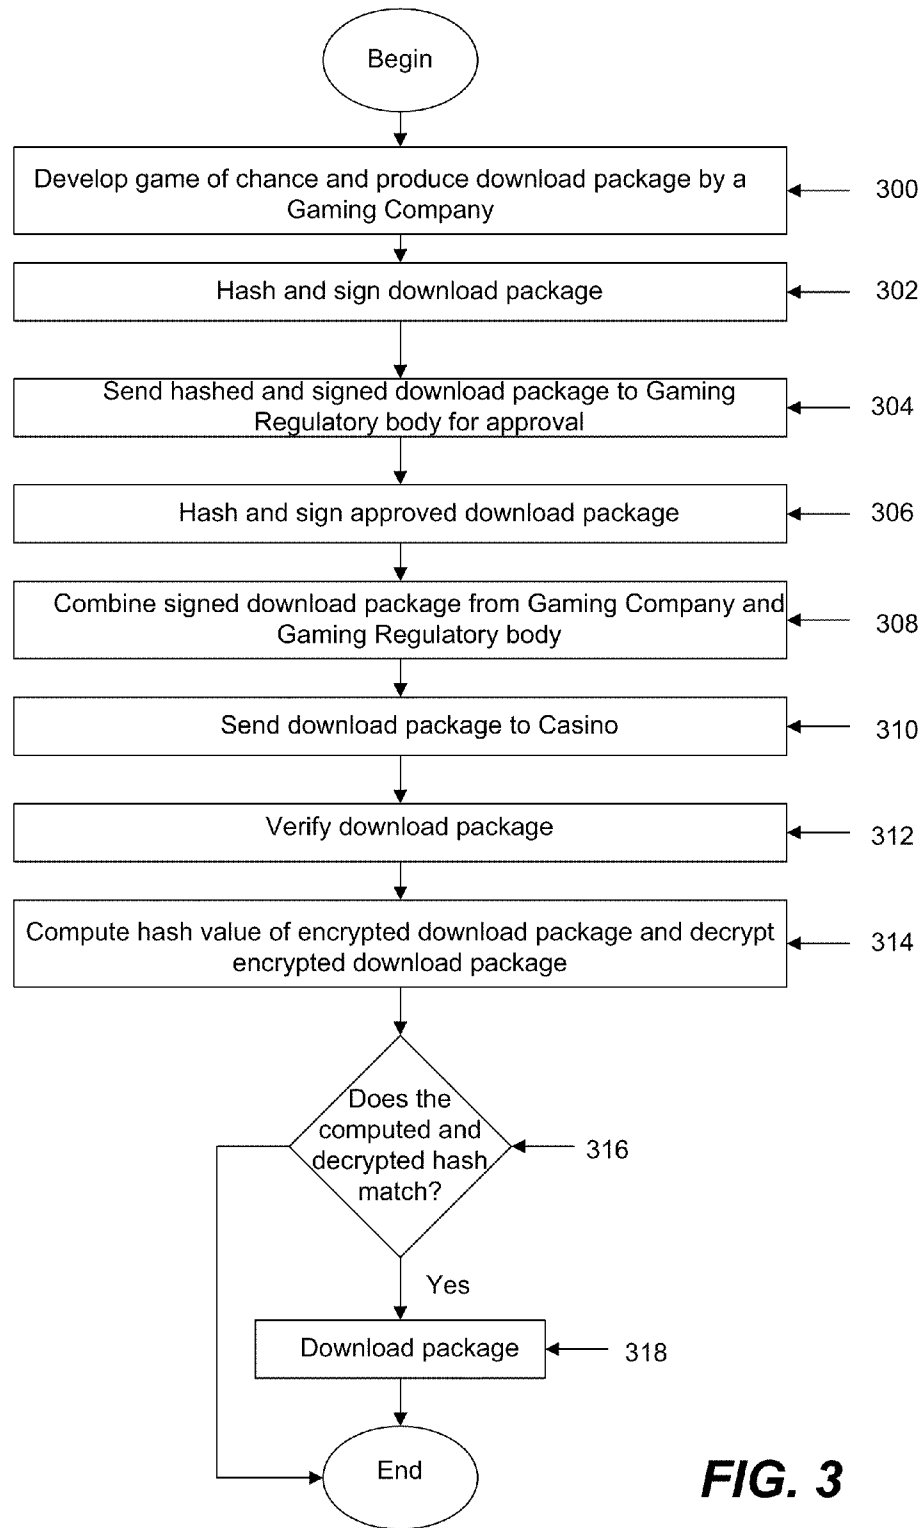 Begin
Develop game of chance and produce download package by a
Gaming Company
300
Hash and sign download package
302
Send hashed and signed download package to Gaming
Regulatory body for approval
304
Hash and sign approved download package
306
Combine signed download package from Gaming Company and
Gaming Regulatory body
308
Send download package to Casino
310
Verify download package
312
Compute hash value of encrypted download package and decrypt
encrypted download package
314
Does the
computed and
decrypted hash
match?
316
Yes
Download package
318
End
FIG. 3